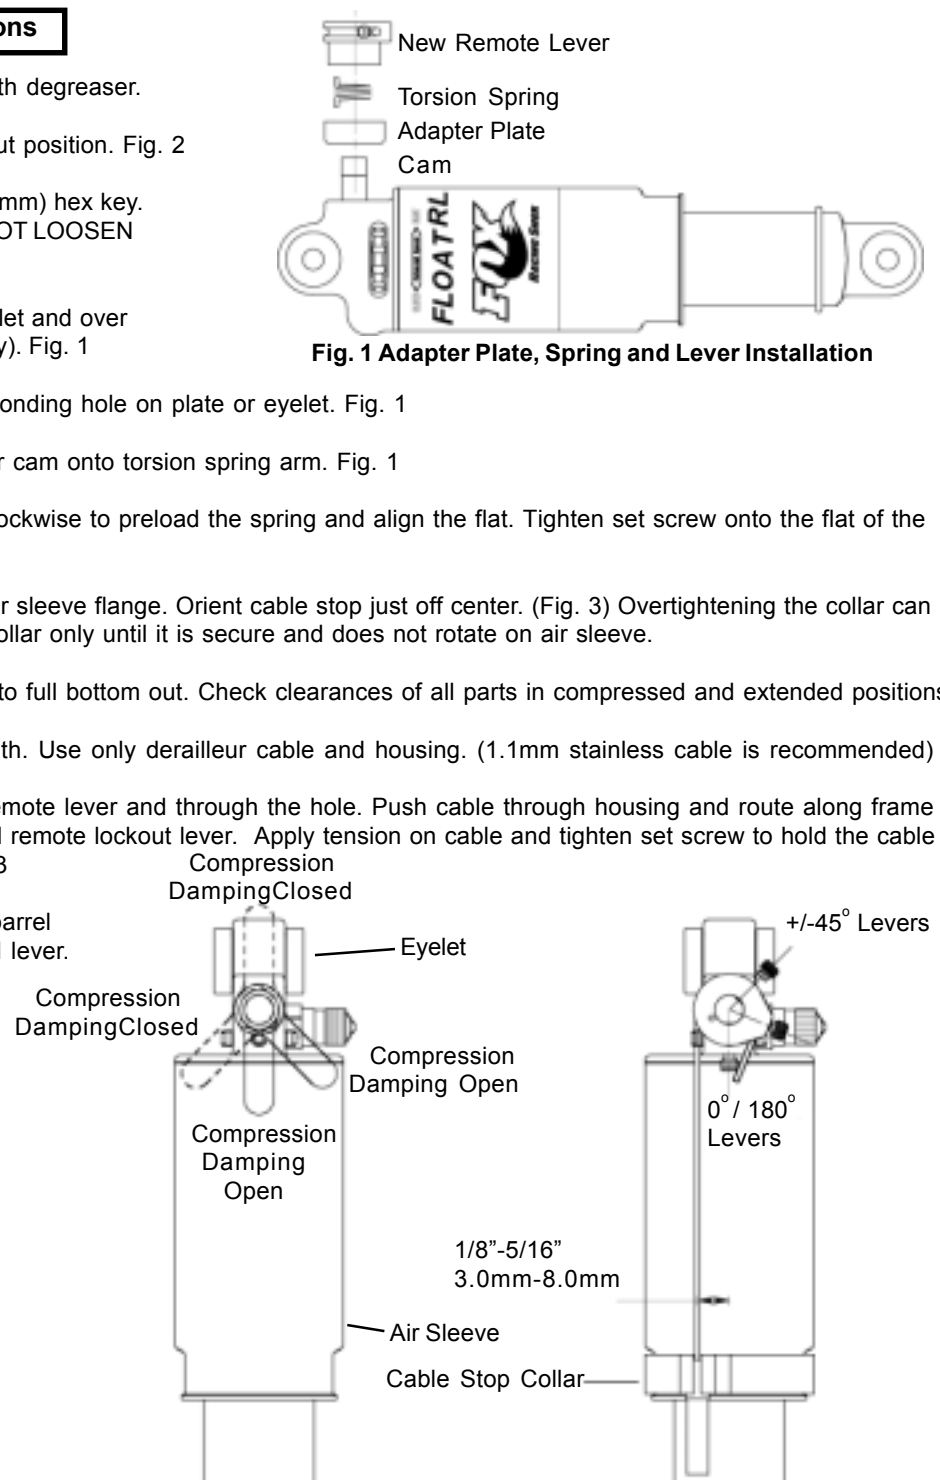 ons
New Remote Lever
th degreaser.
Torsion Spring
Adapter Plate
ut position. Fig. 2
Cam
mm) hex key.
OT LOOSEN
FLOAT RL
FOX
RACING SHOX
let and over
y). Fig. 1
Fig. 1 Adapter Plate, Spring and Lever Installation
onding hole on plate or eyelet. Fig. 1
r cam onto torsion spring arm. Fig. 1
ockwise to preload the spring and align the flat. Tighten set screw onto the flat of the
r sleeve flange. Orient cable stop just off center. (Fig. 3) Overtightening the collar can
ollar only until it is secure and does not rotate on air sleeve.
to full bottom out. Check clearances of all parts in compressed and extended positions
th. Use only derailleur cable and housing. (1.1mm stainless cable is recommended)
emote lever and through the hole. Push cable through housing and route along frame
l remote lockout lever. Apply tension on cable and tighten set screw to hold the cable
3
Compression
DampingClosed
arrel
l lever.
+/-45° Levers
Eyelet
Compression
DampingClosed
Compression
Damping Open
0° / 180°
Levers
Compression
Damping
Open
1/8”-5/16”
3.0mm-8.0mm
Air Sleeve
Cable Stop Collar